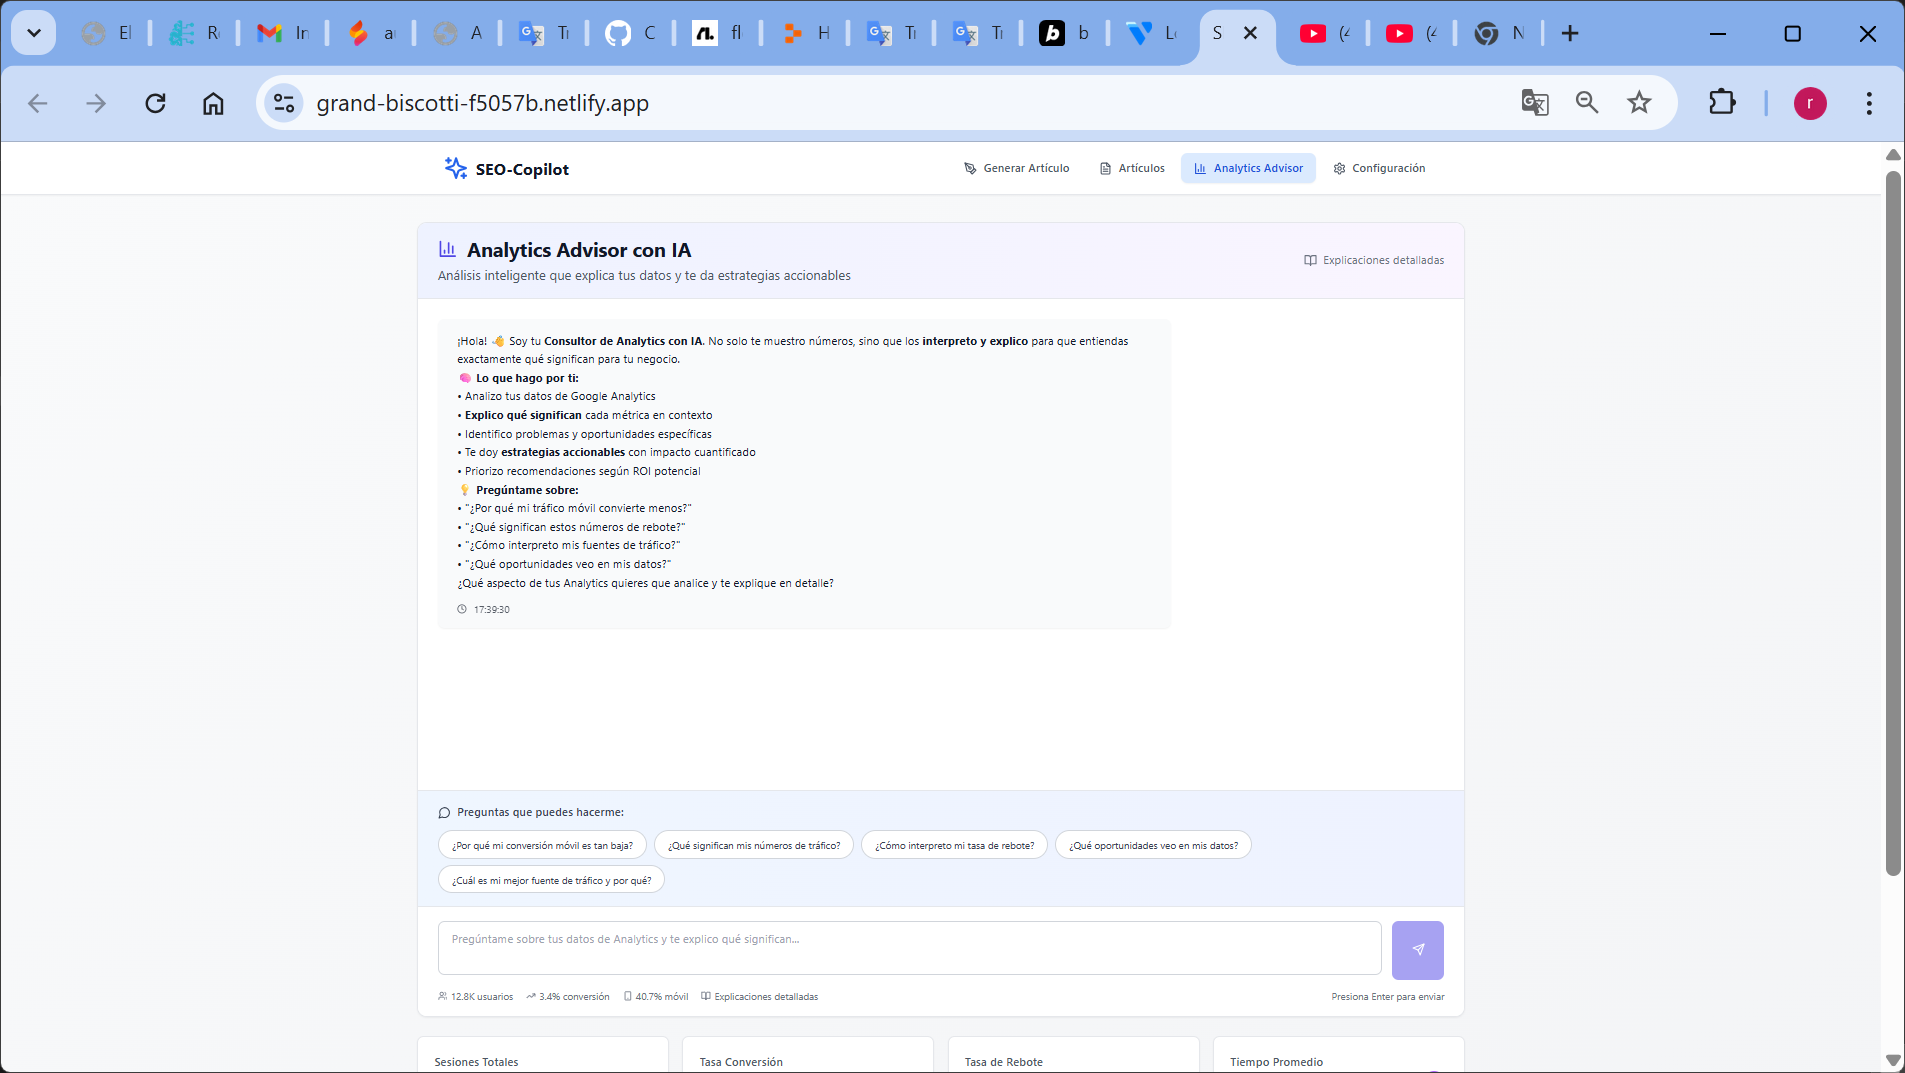 El
Re
In
a
A
Tr
C
fl
H
Tr
Tr
b
Lo
S
(4
(4
N
grand-biscotti-f5057b.netlify.app
r
SEO-Copilot
Generar Artículo
Artículos
Analytics Advisor
Configuración
Analytics Advisor con IA
Análisis inteligente que explica tus datos y te da estrategias accionables
Explicaciones detalladas
¡Hola! 👋 Soy tu Consultor de Analytics con IA. No solo te muestro números, sino que los interpreto y explico para que entiendas
exactamente qué significan para tu negocio.
🧠 Lo que hago por ti:
• Analizo tus datos de Google Analytics
• Explico qué significan cada métrica en contexto
• Identifico problemas y oportunidades específicas
• Te doy estrategias accionables con impacto cuantificado
• Priorizo recomendaciones según ROI potencial
💡 Pregúntame sobre:
• "¿Por qué mi tráfico móvil convierte menos?"
• "¿Qué significan estos números de rebote?"
• "¿Cómo interpreto mis fuentes de tráfico?"
• "¿Qué oportunidades veo en mis datos?"
¿Qué aspecto de tus Analytics quieres que analice y te explique en detalle?
17:39:30
Preguntas que puedes hacerme:
¿Por qué mi conversión móvil es tan baja?
¿Qué significan mis números de tráfico?
¿Cómo interpreto mi tasa de rebote?
¿Qué oportunidades veo en mis datos?
¿Cuál es mi mejor fuente de tráfico y por qué?
Pregúntame sobre tus datos de Analytics y te explico qué significan...
12.8K usuarios
3.4% conversión
40.7% móvil
Explicaciones detalladas
Presiona Enter para enviar
Sesiones Totales
Tasa Conversión
Tasa de Rebote
Tiempo Promedio